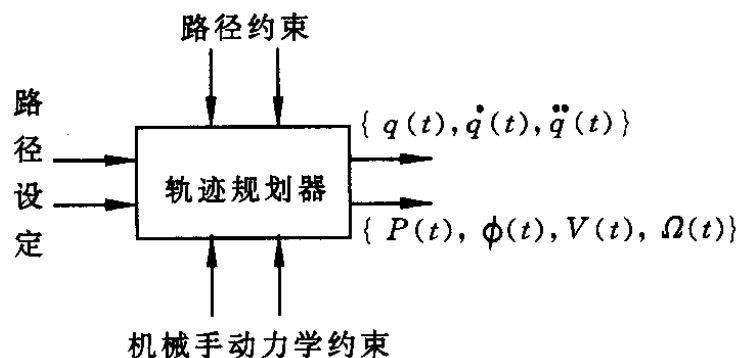 路径约束
路径设定
{ q(t), q̇(t), q̈(t) }
轨迹规划器
{ P(t), ϕ(t), V(t), Ω(t)}
机械手动力学约束